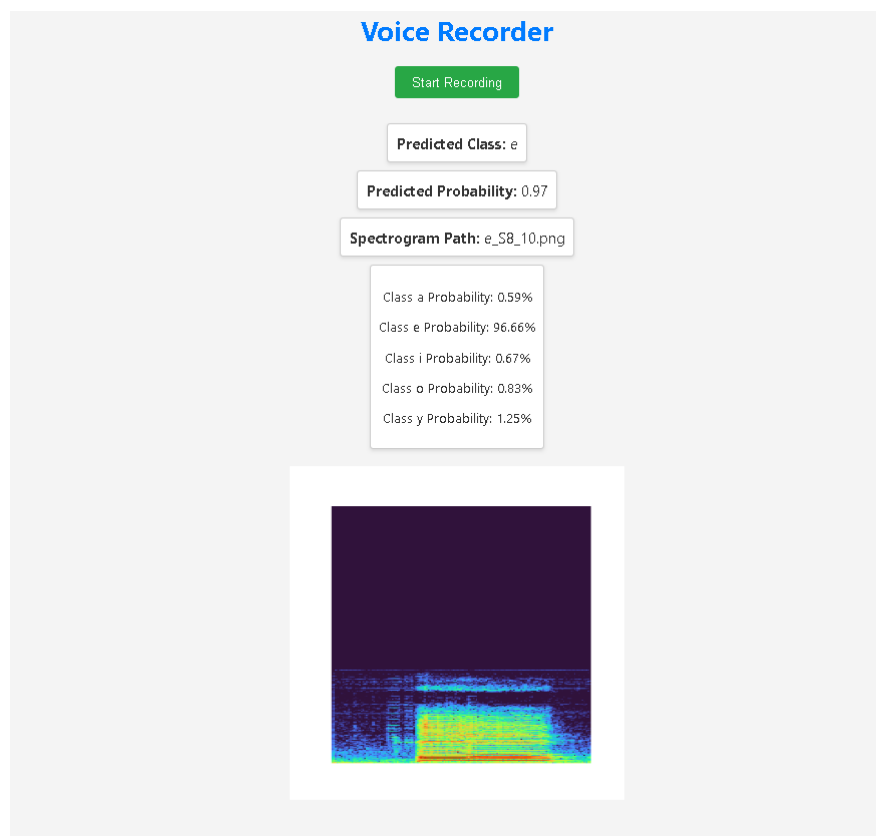 Voice Recorder
Start Recording
Predicted Class: e
Predicted Probability: 0.97
Spectrogram Path: e_S8_10.png
Class a Probability: 0.59%
Class e Probability: 96.66%
Class i Probability: 0.67%
Class o Probability: 0.83%
Class y Probability: 1.25%